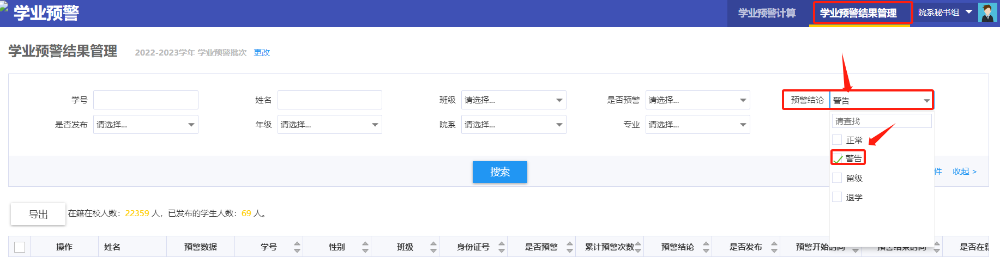 学业预警 学业预警计算 学业预警结果管理 院系秘书组
学业预警结果管理 2022-2023学年 学业预警批次 更改
学号 姓名 班级 请选择... 是否预警 请选择... 预警结论 警告
是否发布 请选择... 年级 请选择... 院系 请选择... 专业 请选择... 请查找
正常
警告
搜索 件 收起 >
留级
退学
导出 在籍在校人数：22359 人，已发布的学生人数：69 人。
操作 姓名 预警数据 学号 性别 班级 身份证号 是否预警 累计预警次数 预警结论 是否发布 预警开始的 预警结果的 是否在籍